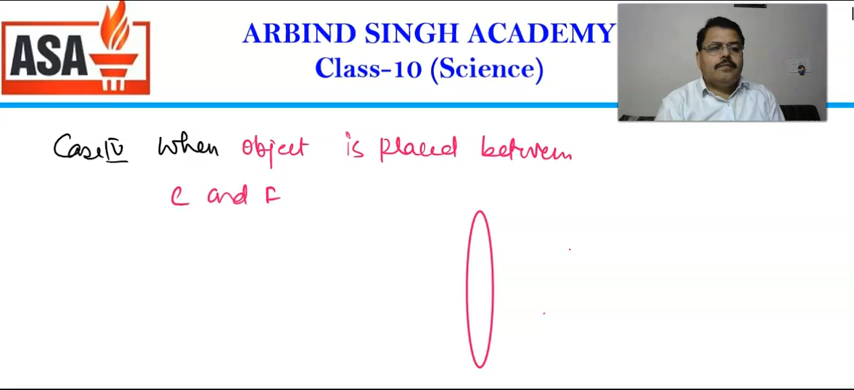 ASA
ARBIND SINGH ACADEMY
Class-10 (Science)
Case IV when object is placed between
C and F